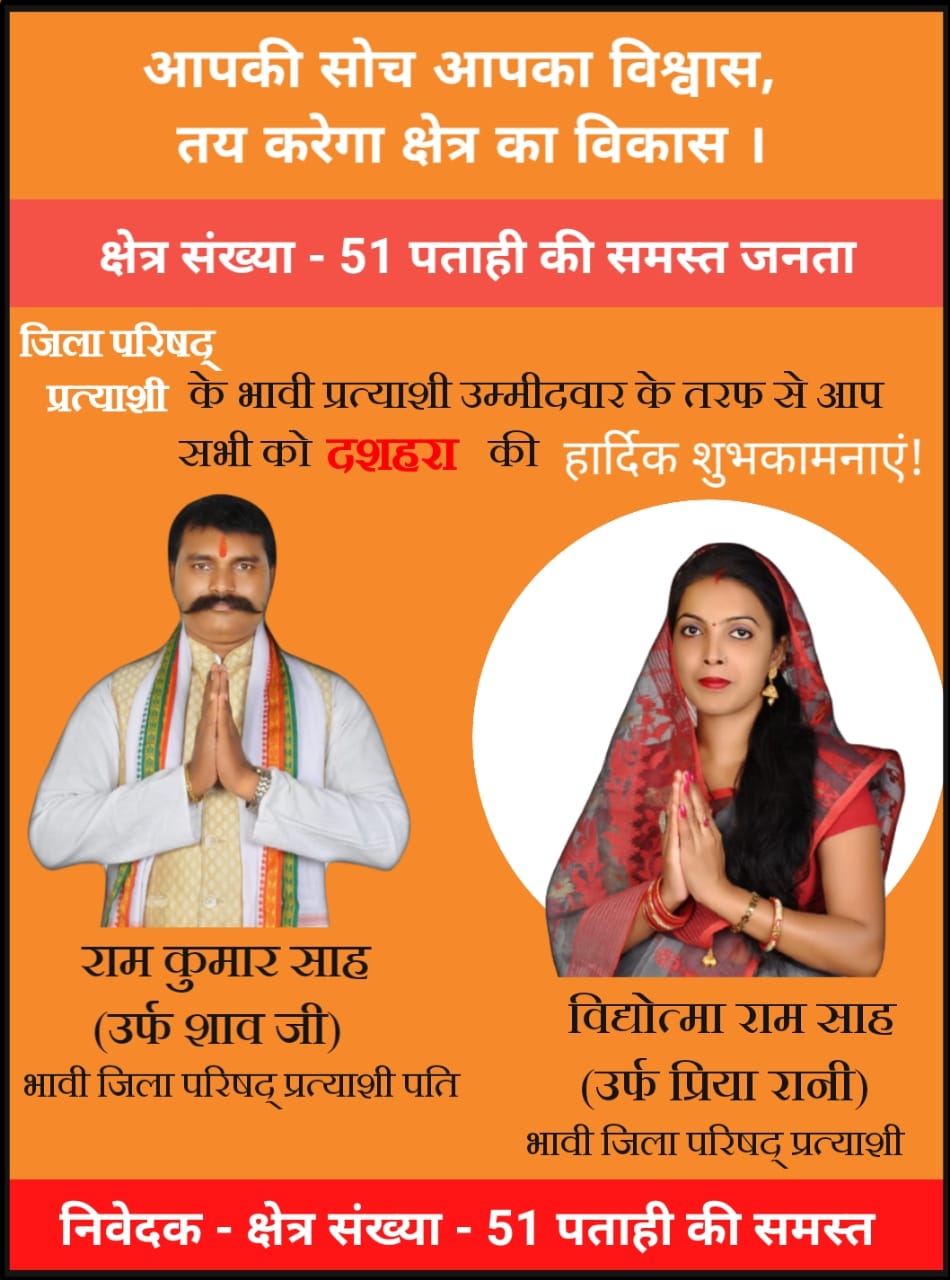 आपकी सोच आपका विश्वास,
तय करेगा क्षेत्र का विकास ।
क्षेत्र संख्या - 51 पताही की समस्त जनता
जिला परिषद्
प्रत्याशी के भावी प्रत्याशी उम्मीदवार के तरफ से आप
सभी को दशहरा की हार्दिक शुभकामनाएं!
राम कुमार साह
(उर्फ शाव जी)
भावी जिला परिषद् प्रत्याशी पति
विद्योत्मा राम साह
(उर्फ प्रिया रानी)
भावी जिला परिषद् प्रत्याशी
निवेदक - क्षेत्र संख्या - 51 पताही की समस्त